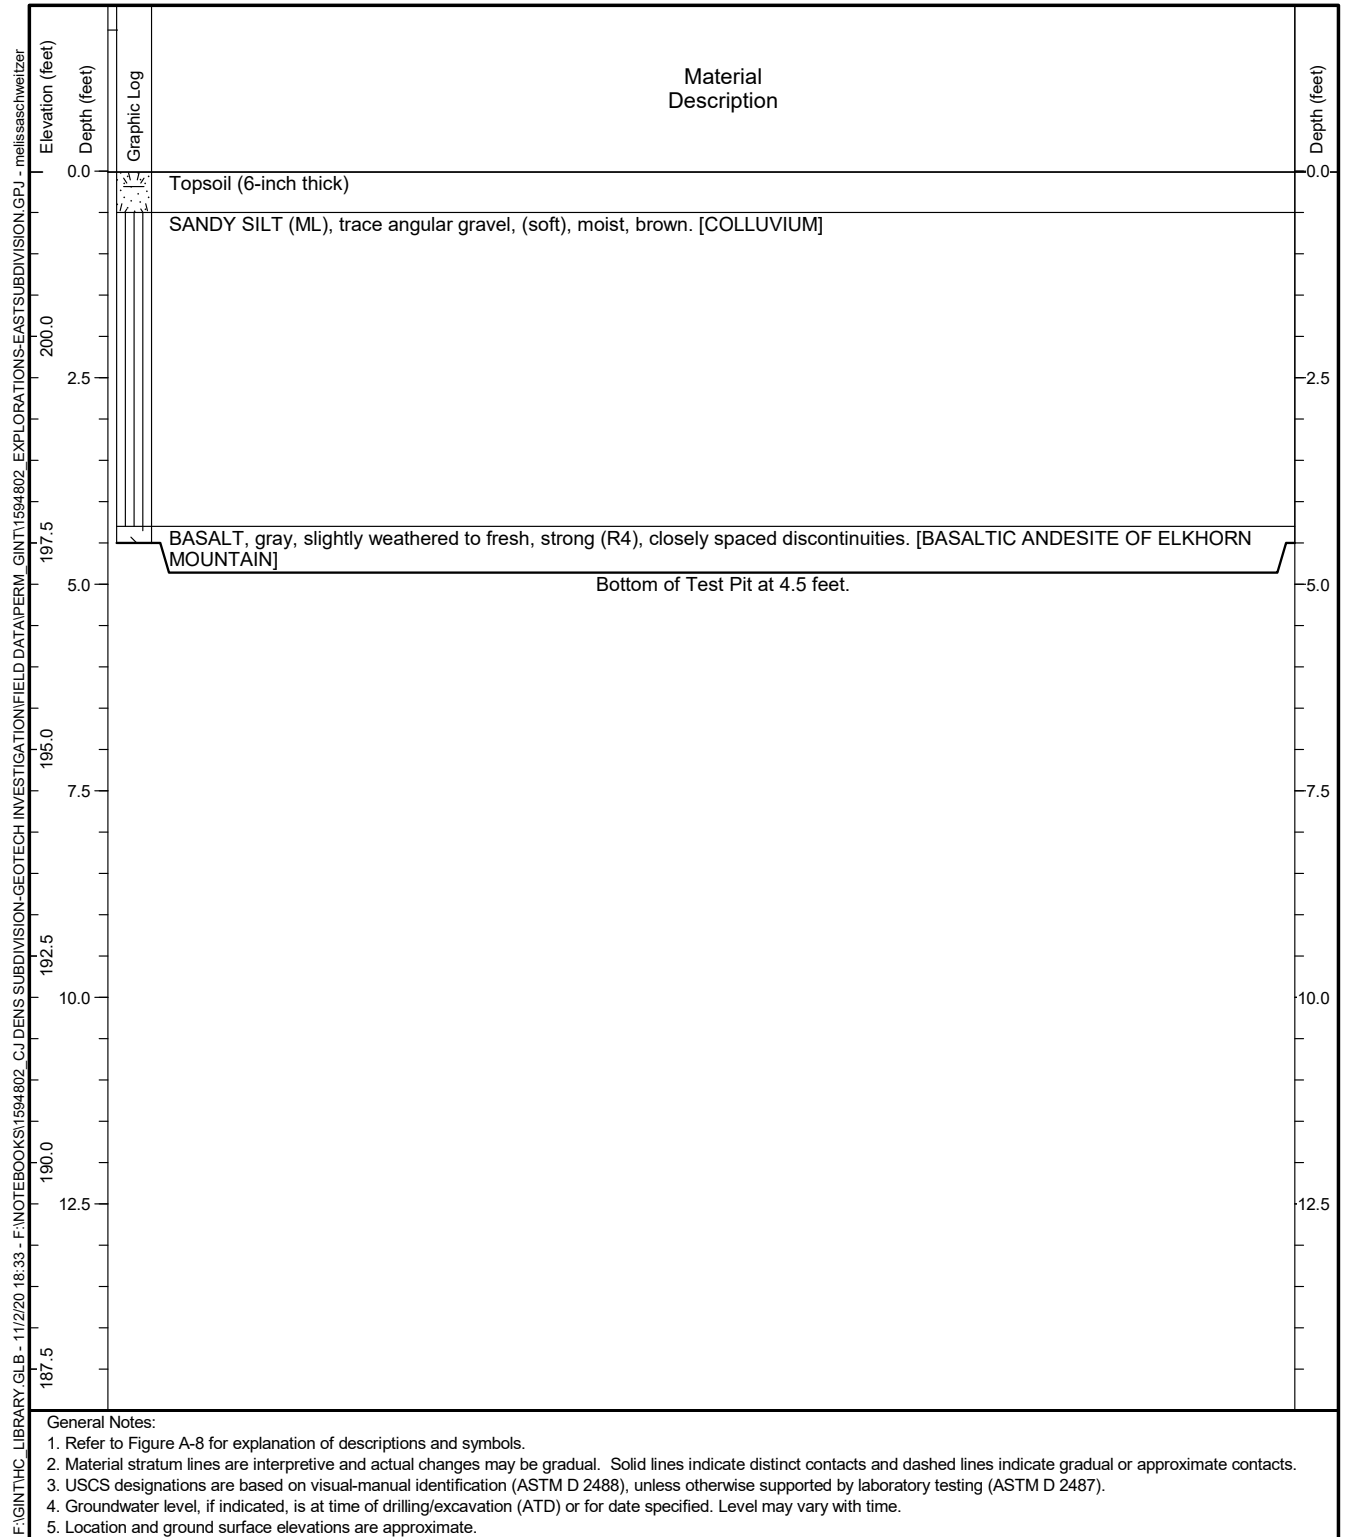 F:\GINT\HC_LIBRARY.GLB - 11/2/20 18:33 - F:\NOTEBOOKS\1594802_CJ DENS SUBDIVISION-GEOTECH INVESTIGATION\FIELD DATA\PERM_GINT\1594802_EXPLORATIONS-EASTSUBDIVISION.GPJ - melissaschweitzer
Elevation (feet)
Depth (feet)
Graphic Log
Material
Description
Depth (feet)
0.0
Topsoil (6-inch thick)
0.0
SANDY SILT (ML), trace angular gravel, (soft), moist, brown. [COLLUVIUM]
200.0
2.5
2.5
197.5
BASALT, gray, slightly weathered to fresh, strong (R4), closely spaced discontinuities. [BASALTIC ANDESITE OF ELKHORN
MOUNTAIN]
5.0
Bottom of Test Pit at 4.5 feet.
5.0
195.0
7.5
7.5
192.5
10.0
10.0
190.0
12.5
12.5
187.5
General Notes:
1. Refer to Figure A-8 for explanation of descriptions and symbols.
2. Material stratum lines are interpretive and actual changes may be gradual. Solid lines indicate distinct contacts and dashed lines indicate gradual or approximate contacts.
3. USCS designations are based on visual-manual identification (ASTM D 2488), unless otherwise supported by laboratory testing (ASTM D 2487).
4. Groundwater level, if indicated, is at time of drilling/excavation (ATD) or for date specified. Level may vary with time.
5. Location and ground surface elevations are approximate.